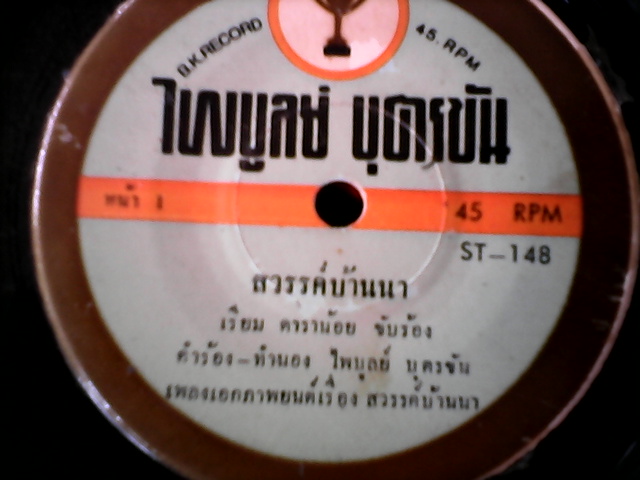 B.K.RECORD
45. RPM
ไพบูลย์ บุตรขัน
หน้า 1
45 RPM
ST-148
สวรรค์บ้านนา
เรียม ดาราน้อย ขับร้อง
คำร้อง-ทำนอง ไพบูลย์ บุตรขัน
เพลงเอกภาพยนต์เรื่อง สวรรค์บ้านนา